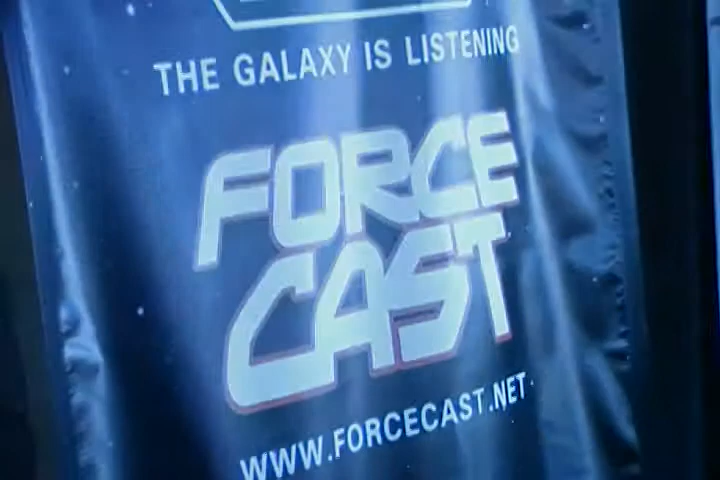 THE GALAXY IS LISTENING
FORCE
CAST
WWW.FORCECAST.NET